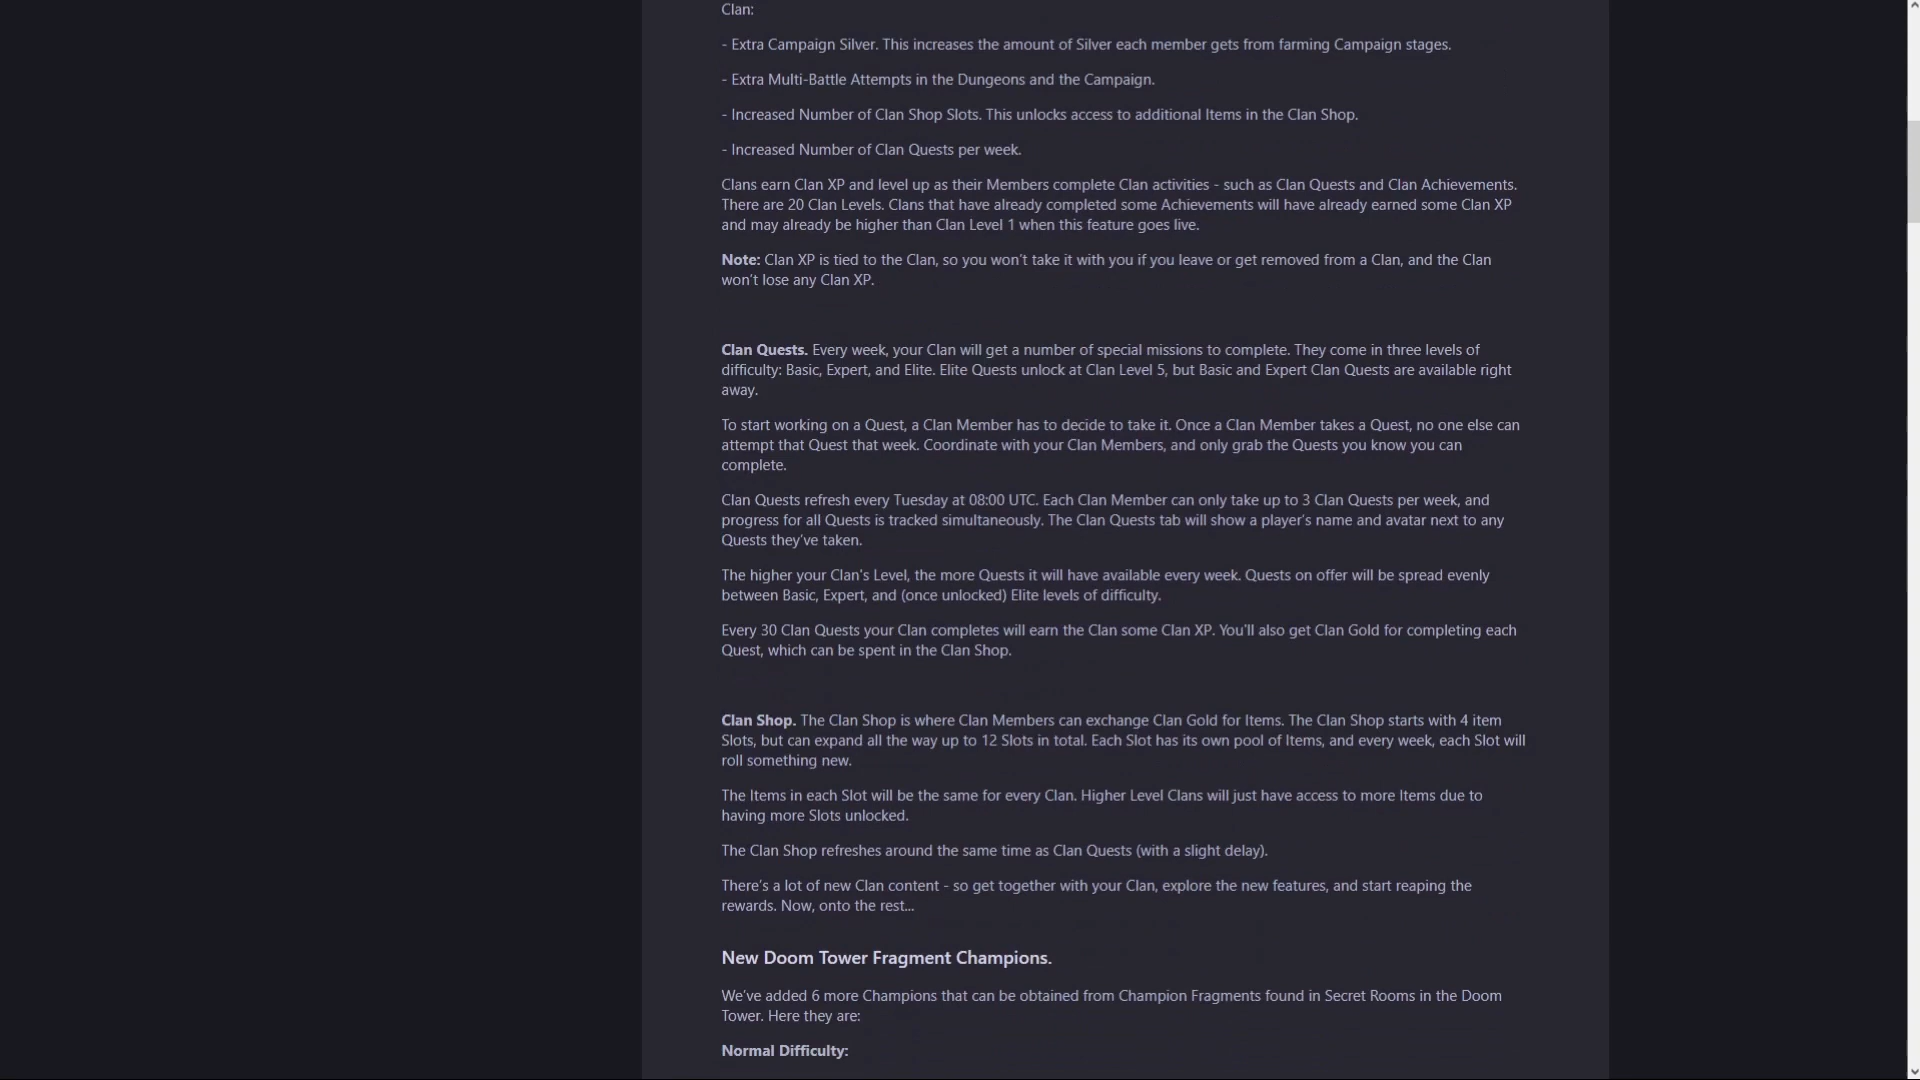 Clan:
- Extra Campaign Silver. This increases the amount of Silver each member gets from farming Campaign stages.
- Extra Multi-Battle Attempts in the Dungeons and the Campaign.
- Increased Number of Clan Shop Slots. This unlocks access to additional Items in the Clan Shop.
- Increased Number of Clan Quests per week.
Clans earn Clan XP and level up as their Members complete Clan activities - such as Clan Quests and Clan Achievements.
There are 20 Clan Levels. Clans that have already completed some Achievements will have already earned some Clan XP
and may already be higher than Clan Level 1 when this feature goes live.
Note: Clan XP is tied to the Clan, so you won't take it with you if you leave or get removed from a Clan, and the Clan
won't lose any Clan XP.
Clan Quests. Every week, your Clan will get a number of special missions to complete. They come in three levels of
difficulty: Basic, Expert, and Elite. Elite Quests unlock at Clan Level 5, but Basic and Expert Clan Quests are available right
away.
To start working on a Quest, a Clan Member has to decide to take it. Once a Clan Member takes a Quest, no one else can
attempt that Quest that week. Coordinate with your Clan Members, and only grab the Quests you know you can
complete.
Clan Quests refresh every Tuesday at 08:00 UTC. Each Clan Member can only take up to 3 Clan Quests per week, and
progress for all Quests is tracked simultaneously. The Clan Quests tab will show a player's name and avatar next to any
Quests they've taken.
The higher your Clan's Level, the more Quests it will have available every week. Quests on offer will be spread evenly
between Basic, Expert, and (once unlocked) Elite levels of difficulty.
Every 30 Clan Quests your Clan completes will earn the Clan some Clan XP. You'll also get Clan Gold for completing each
Quest, which can be spent in the Clan Shop.
Clan Shop. The Clan Shop is where Clan Members can exchange Clan Gold for Items. The Clan Shop starts with 4 item
Slots, but can expand all the way up to 12 Slots in total. Each Slot has its own pool of Items, and every week, each Slot will
roll something new.
The Items in each Slot will be the same for every Clan. Higher Level Clans will just have access to more Items due to
having more Slots unlocked.
The Clan Shop refreshes around the same time as Clan Quests (with a slight delay).
There's a lot of new Clan content - so get together with your Clan, explore the new features, and start reaping the
rewards. Now, onto the rest...
New Doom Tower Fragment Champions.
We've added 6 more Champions that can be obtained from Champion Fragments found in Secret Rooms in the Doom
Tower. Here they are:
Normal Difficulty: